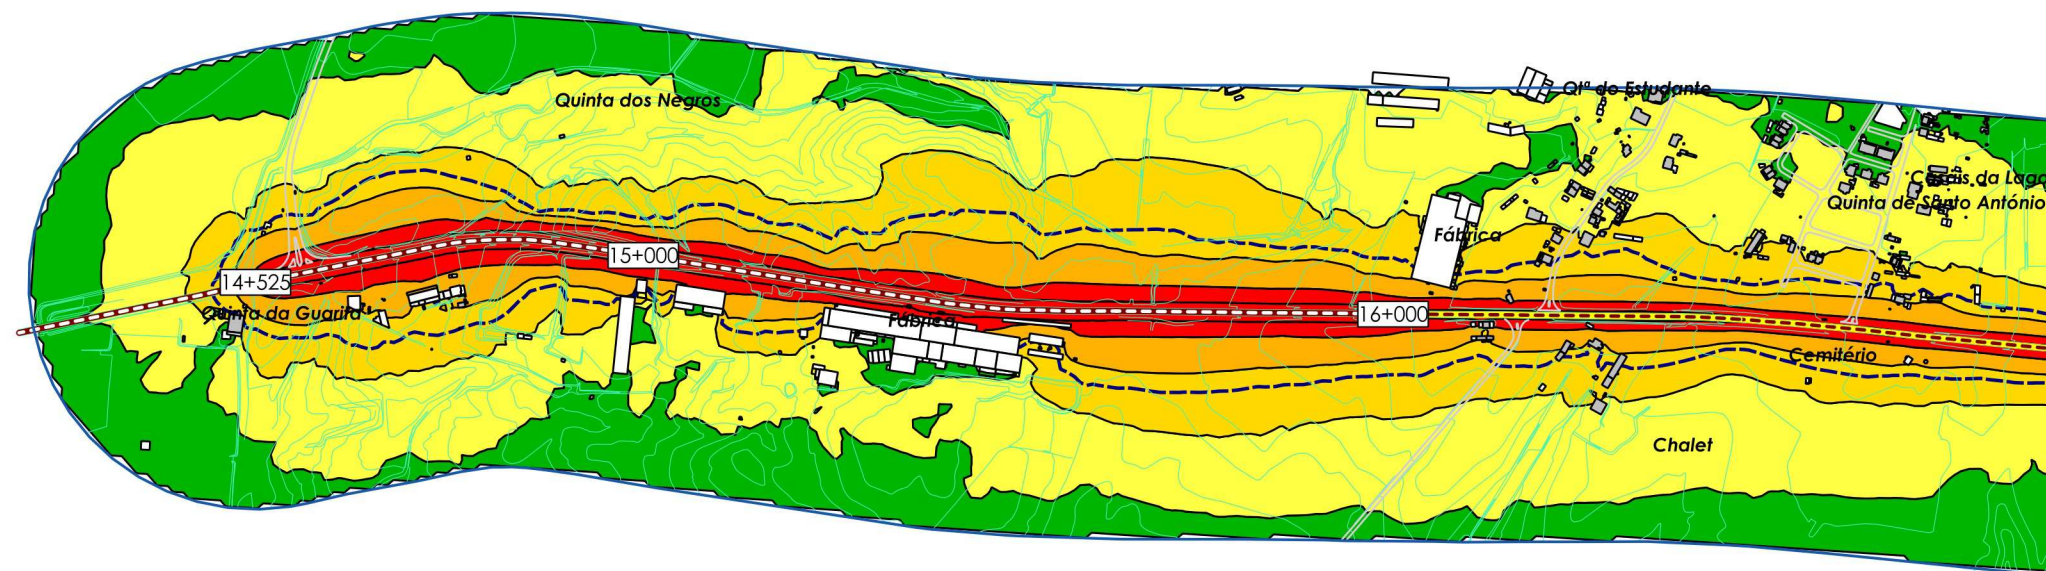 Qtª do Estudante
Quinta dos Negros
Casais da Laga
Quinta de Santo António
Fábrica
15+000
14+525
Quinta da Guarita
Fábrica
16+000
Cemitério
Chalet